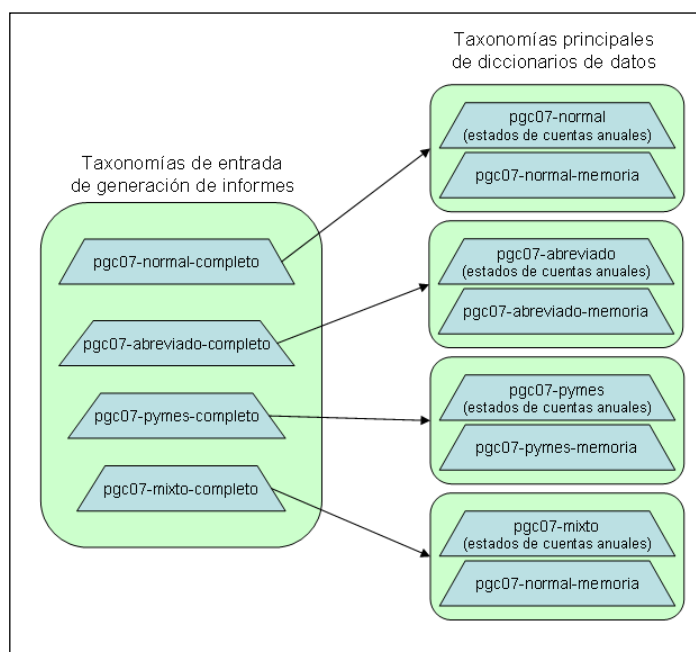 Taxonomías de entrada
de generación de informes
pgc07-normal-completo
pgc07-abreviado-completo
pgc07-pymes-completo
pgc07-mixto-completo
Taxonomías principales
de diccionarios de datos
pgc07-normal
(estados de cuentas anuales)
pgc07-normal-memoria
pgc07-abreviado
(estados de cuentas anuales)
pgc07-abreviado-memoria
pgc07-pymes
(estados de cuentas anuales)
pgc07-pymes-memoria
pgc07-mixto
(estados de cuentas anuales)
pgc07-normal-memoria